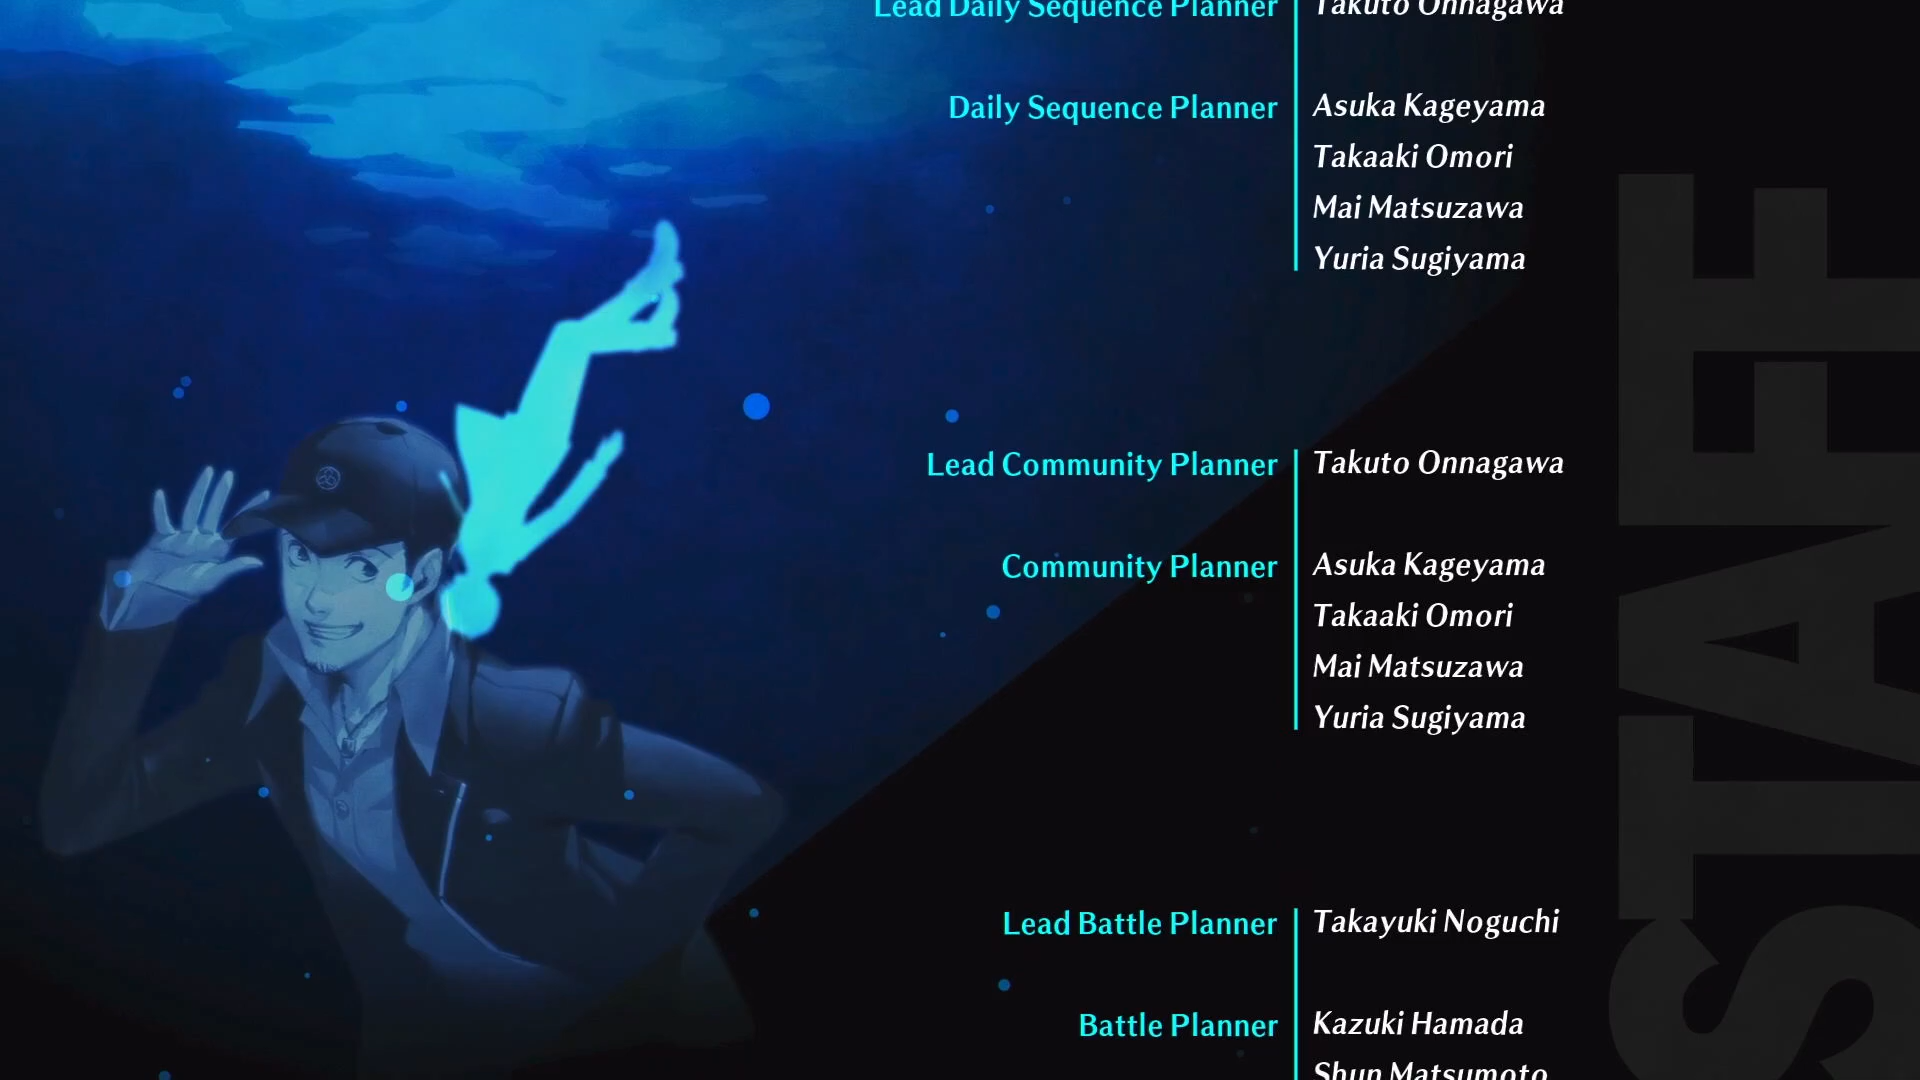 Lead Daily Sequence Planner Takuto Onnagawa
Daily Sequence Planner Asuka Kageyama
Takaaki Omori
Mai Matsuzawa
Yuria Sugiyama
Lead Community Planner Takuto Onnagawa
Community Planner Asuka Kageyama
Takaaki Omori
Mai Matsuzawa
Yuria Sugiyama
Lead Battle Planner Takayuki Noguchi
Battle Planner Kazuki Hamada
Shun Matsumoto
STAFF